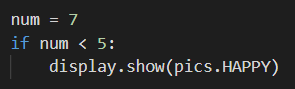 num = 7
if num < 5:
    display.show(pics.HAPPY)